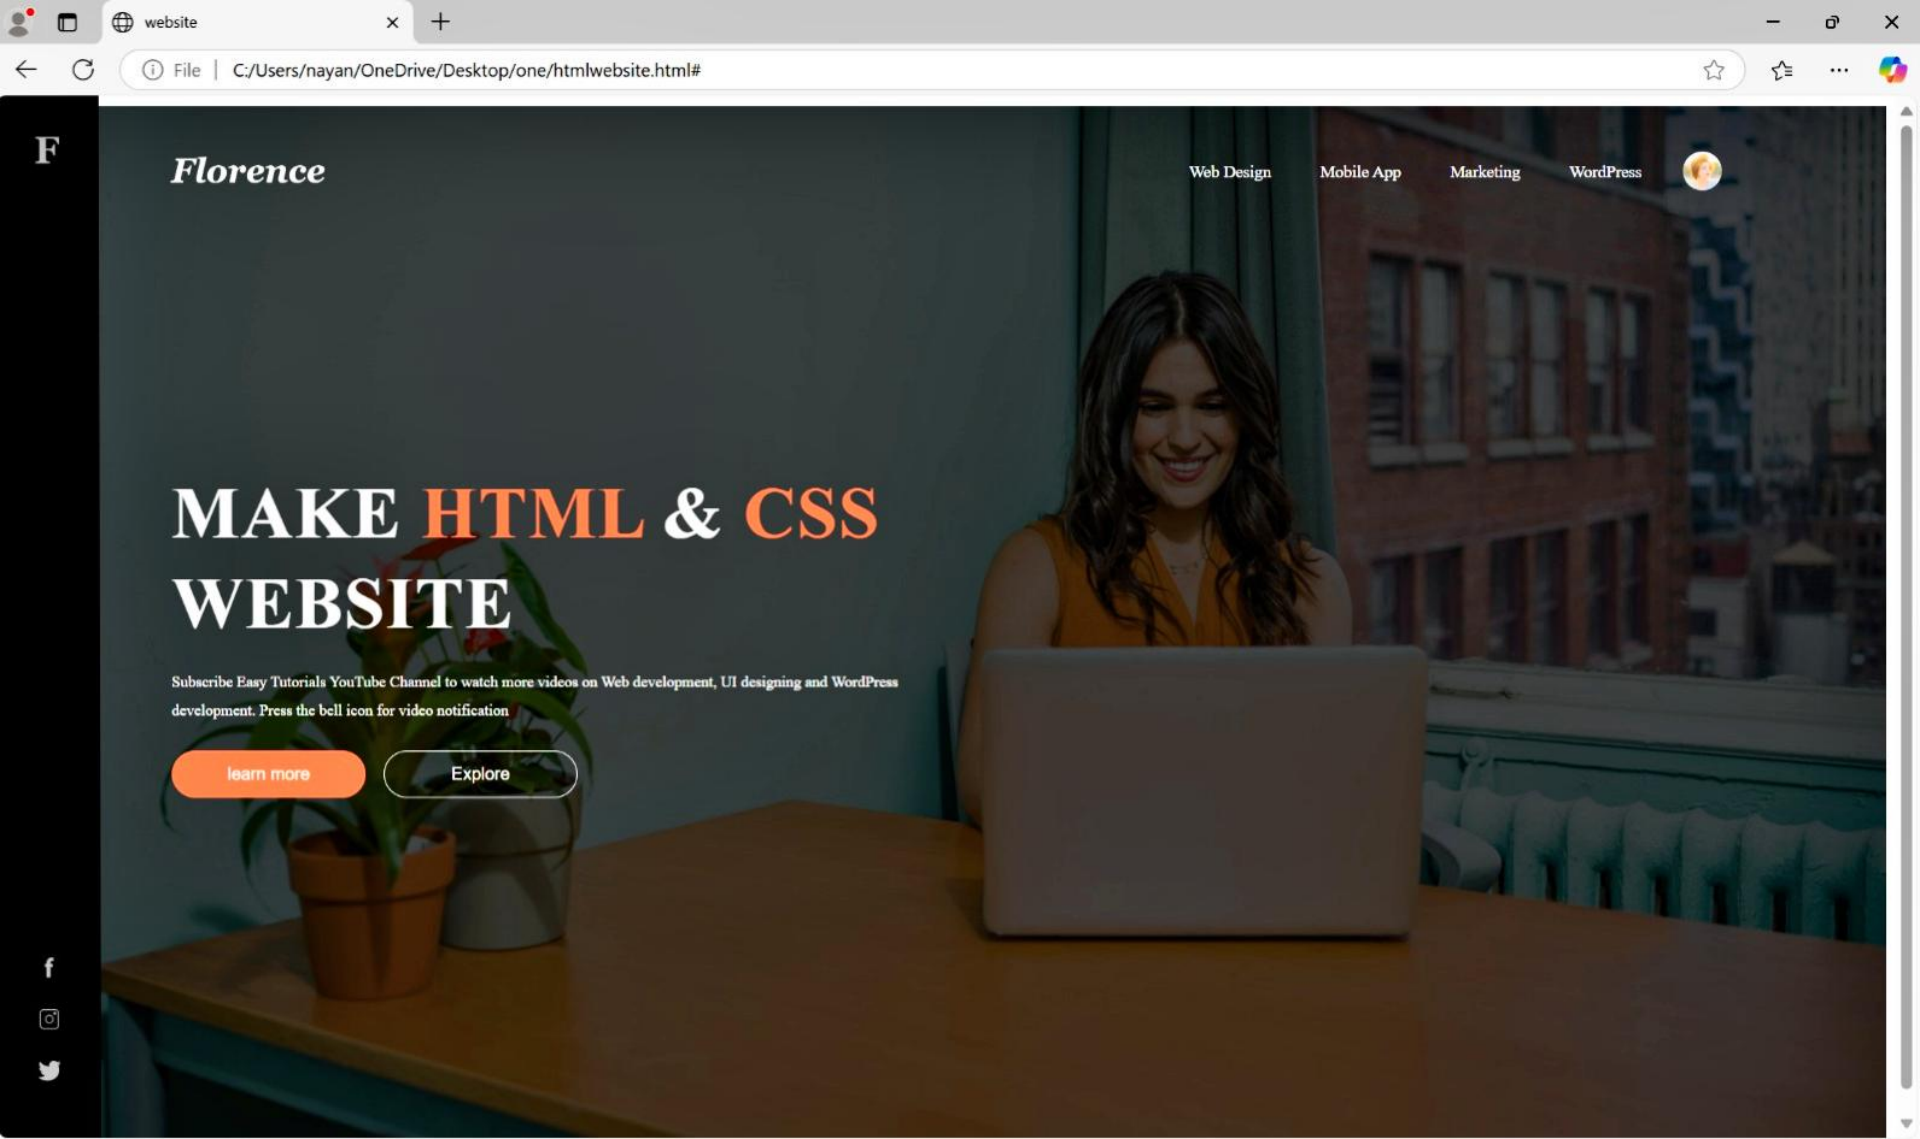 website
File
C:/Users/nayan/OneDrive/Desktop/one/htmlwebsite.html#
F
Florence
Web Design
Mobile App
Marketing
WordPress
MAKE HTML & CSS
WEBSITE
Subscribe Easy Tutorials YouTube Channel to watch more videos on Web development, UI designing and WordPress
development. Press the bell icon for video notification
learn more
Explore